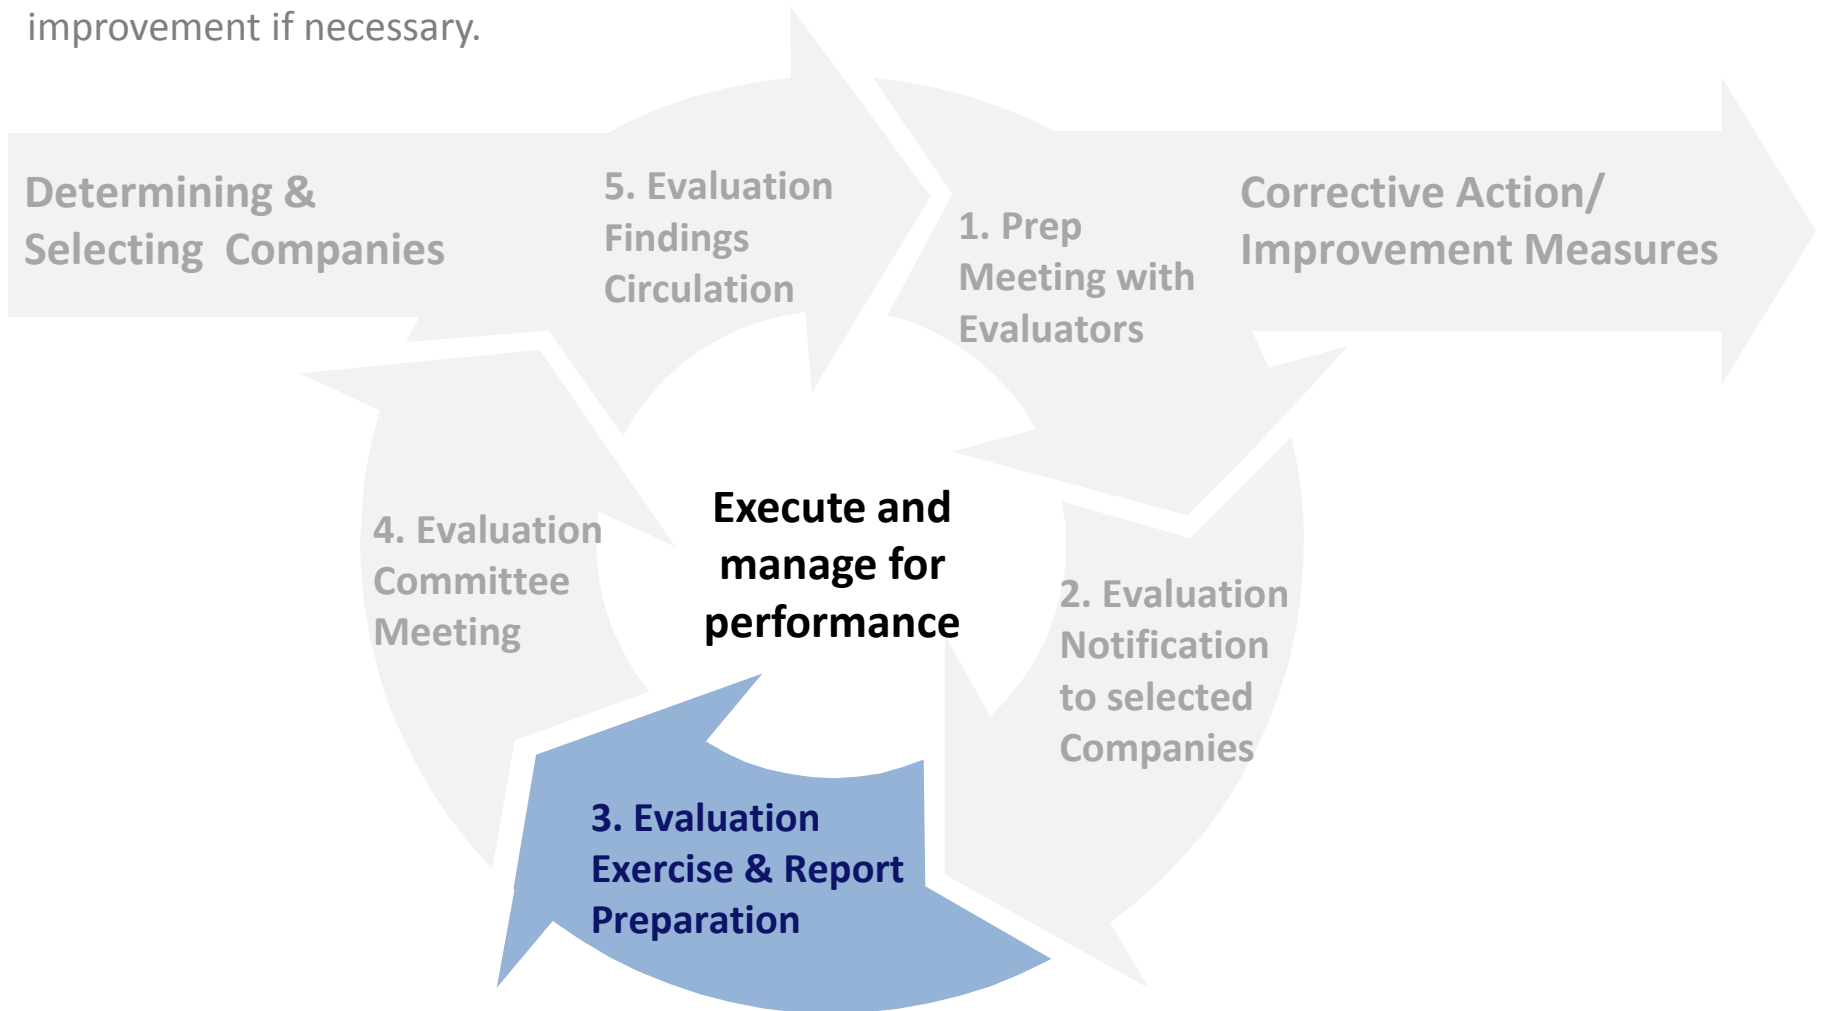 improvement if necessary.
Determining &
Selecting  Companies
5. Evaluation
Findings
Circulation
1. Prep
Meeting with
Evaluators
Corrective Action/
Improvement Measures
4. Evaluation
Committee
Meeting
Execute and
manage for
performance
2. Evaluation
Notification
to selected
Companies
3. Evaluation
Exercise & Report
Preparation